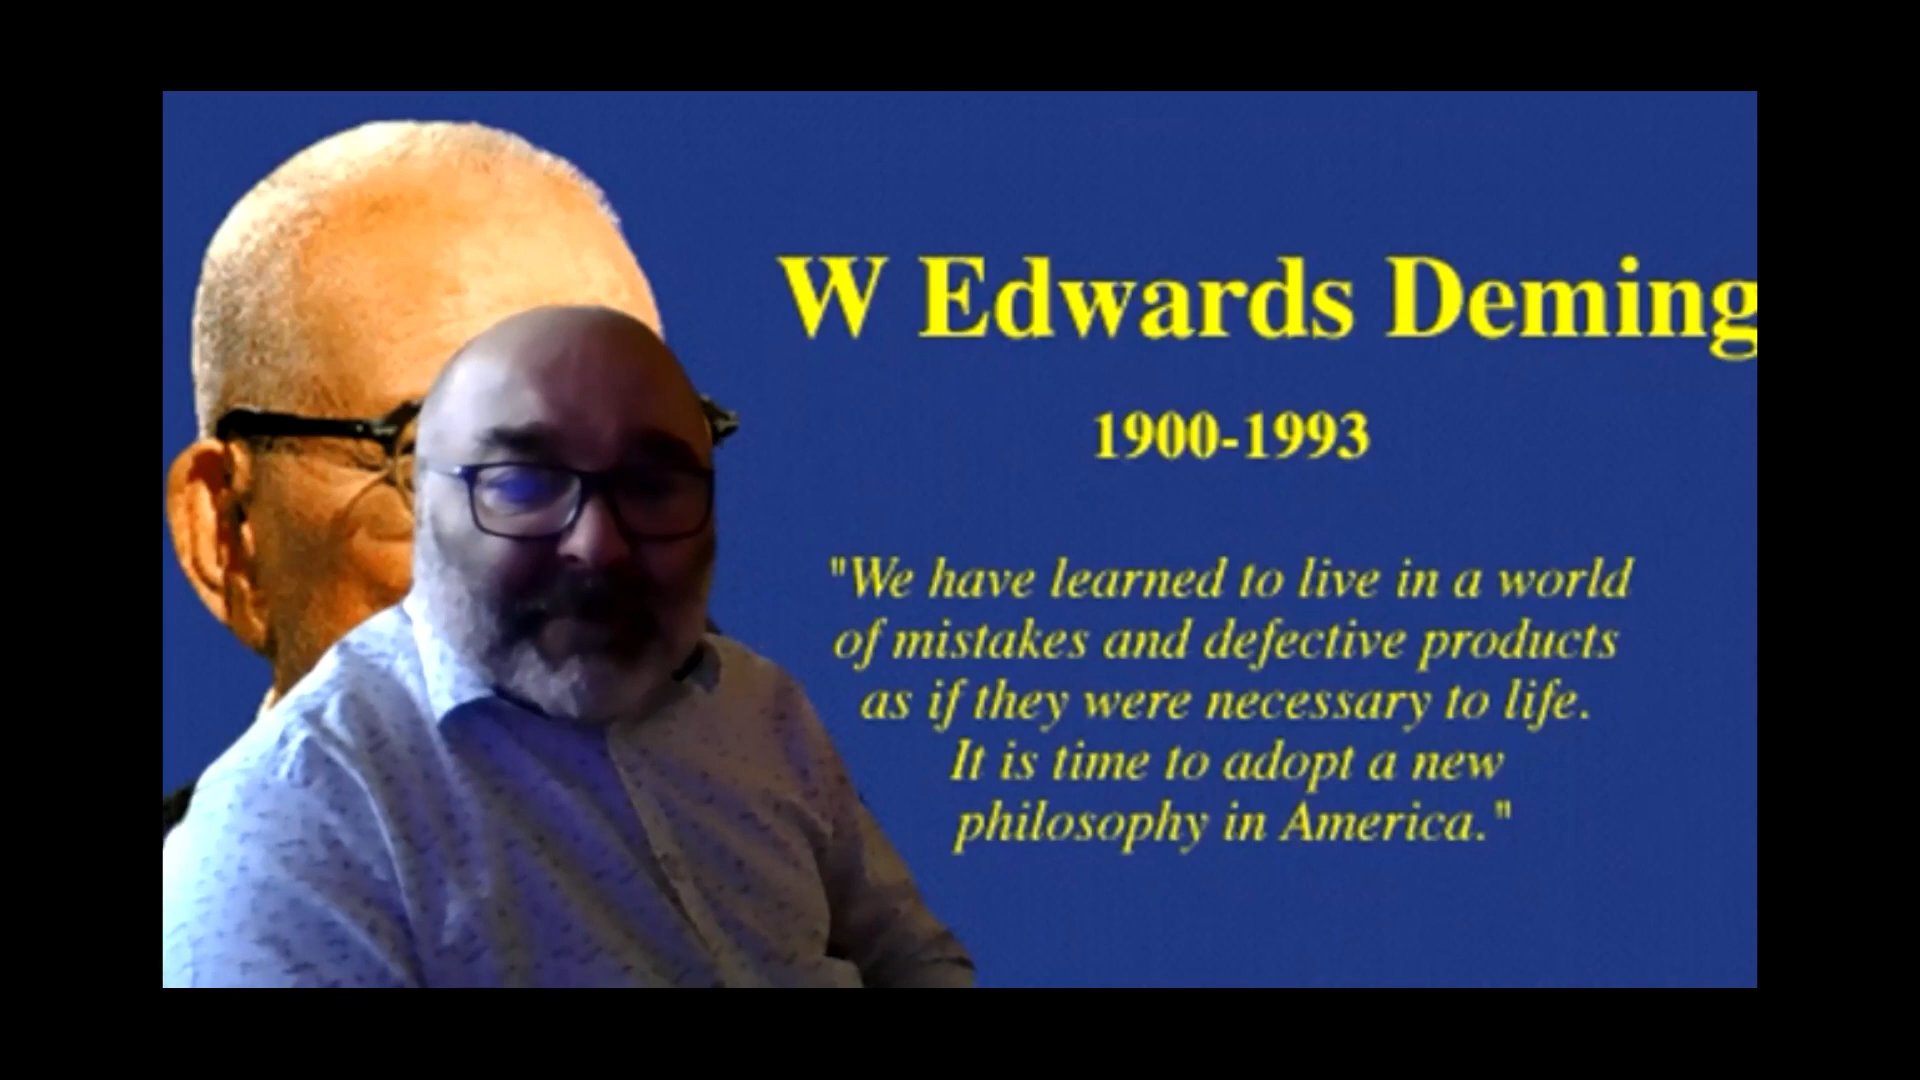 W Edwards Deming
1900-1993
"We have learned to live in a world
of mistakes and defective products
as if they were necessary to life.
It is time to adopt a new
philosophy in America."